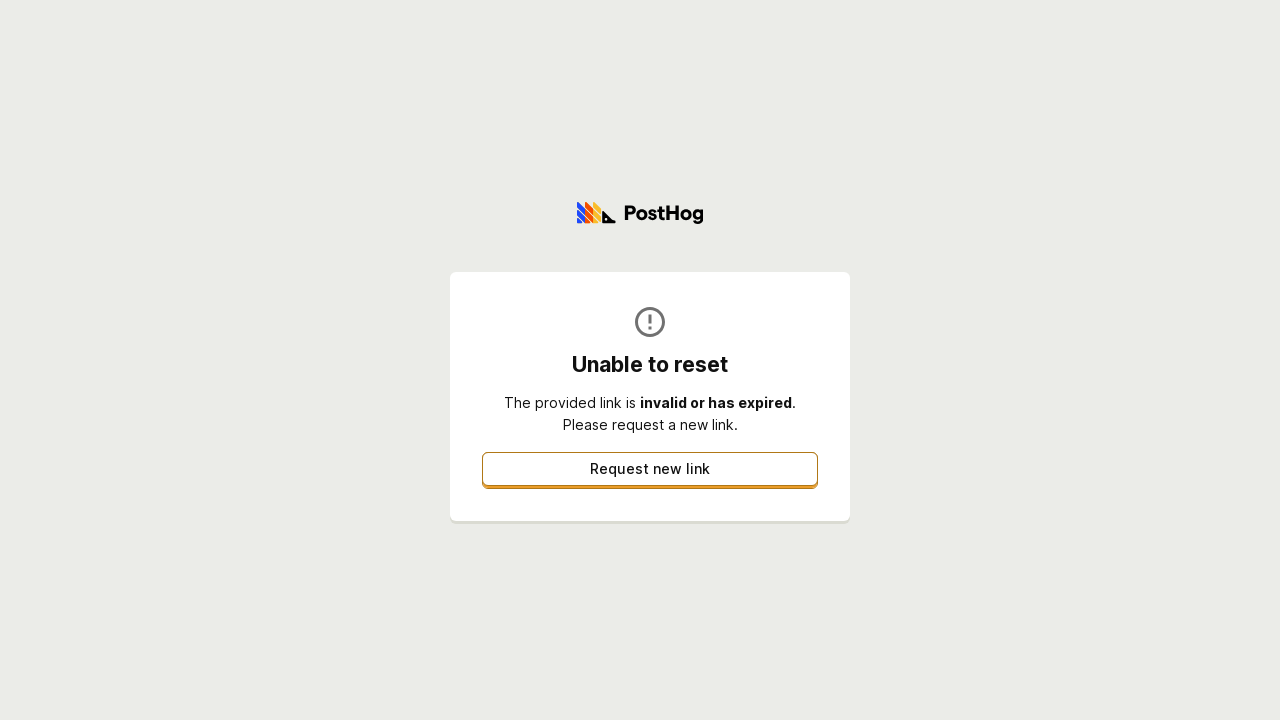 PostHog
Unable to reset
The provided link is invalid or has expired.
Please request a new link.
Request new link